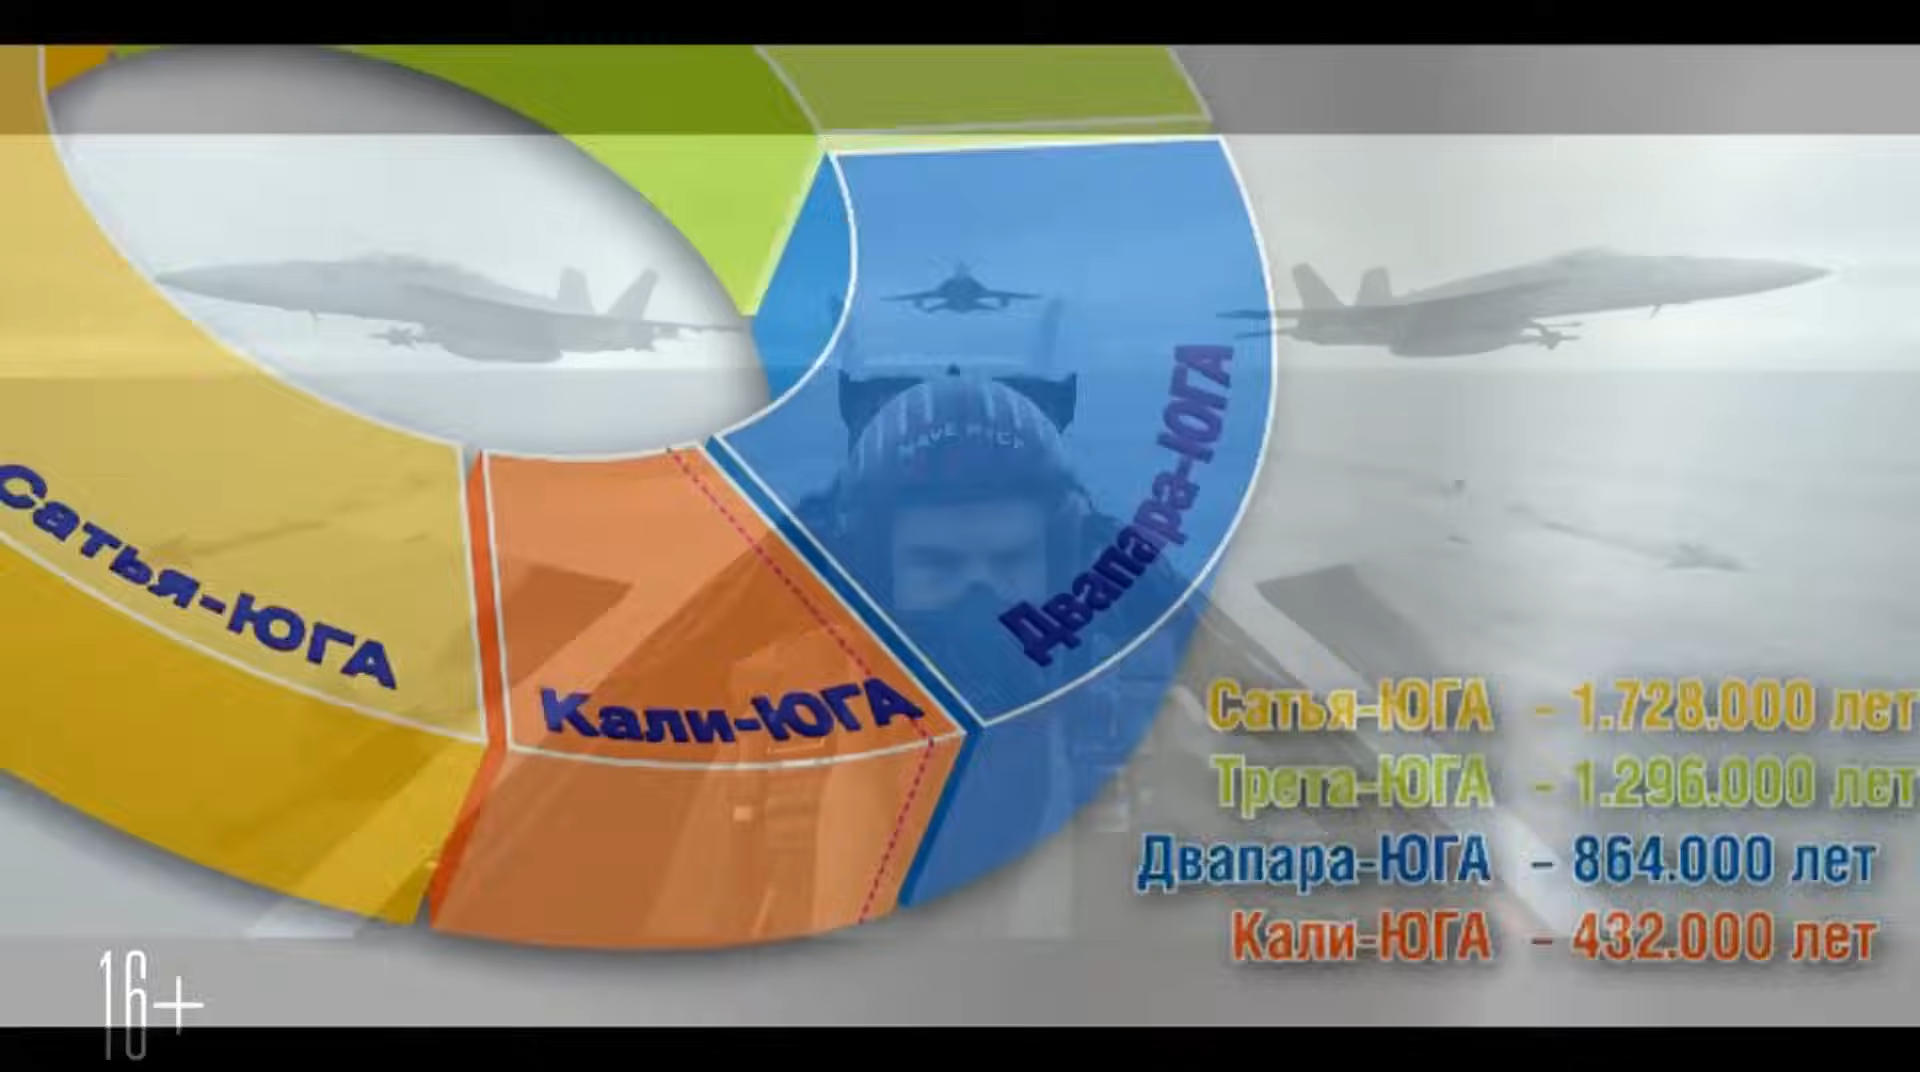 Сатья-ЮГА
Кали-ЮГА
Двапара-ЮГА
Сатья-ЮГА - 1.728.000 лет
Трета-ЮГА - 1.296.000 лет
Двапара-ЮГА - 864.000 лет
Кали-ЮГА - 432.000 лет
16+